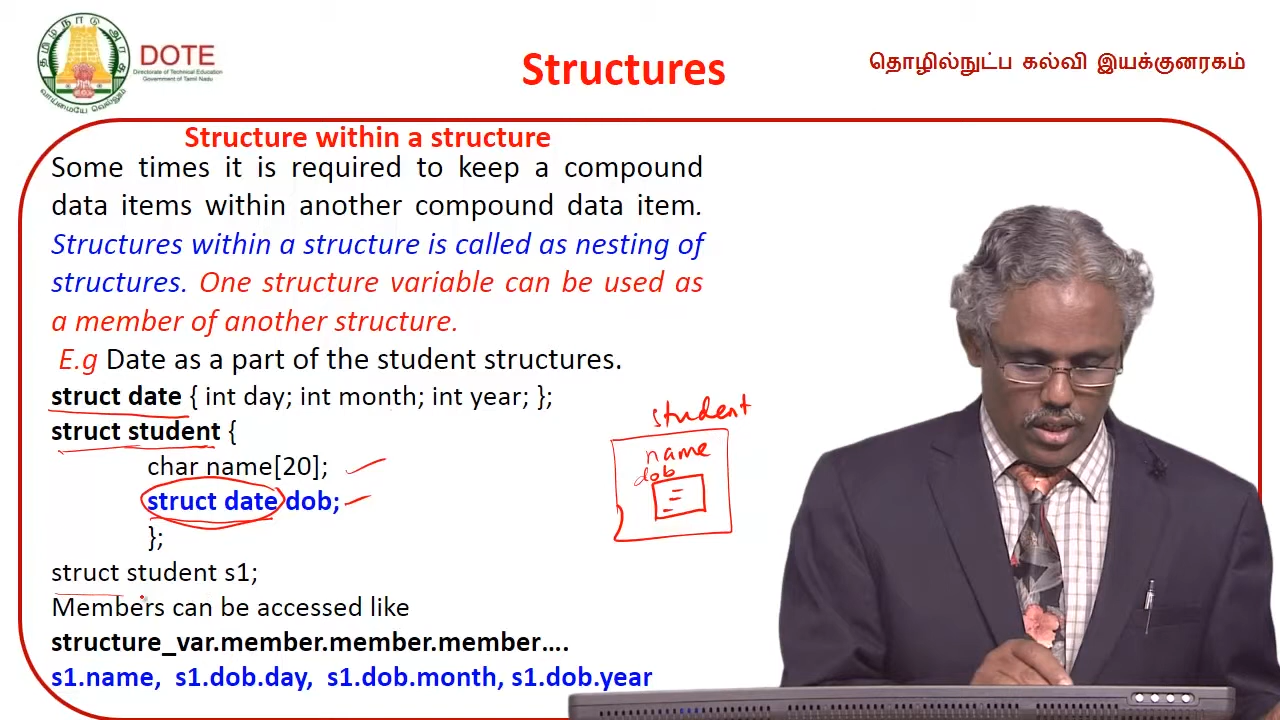 தமிழ்நாடு அரசு
வாய்மையே வெல்லும்
DOTE
Directorate of Technical Education
Government of Tamil Nadu
Structures
தொழில்நுட்ப கல்வி இயக்குனரகம்
Structure within a structure
Some times it is required to keep a compound
data items within another compound data item.
Structures within a structure is called as nesting of
structures. One structure variable can be used as
a member of another structure.
E.g Date as a part of the student structures.
struct date { int day; int month; int year; };
struct student {
char name[20];
struct date dob;
};
struct student s1;
Members can be accessed like
structure_var.member.member.member....
s1.name, s1.dob.day, s1.dob.month, s1.dob.year
student
name
dob